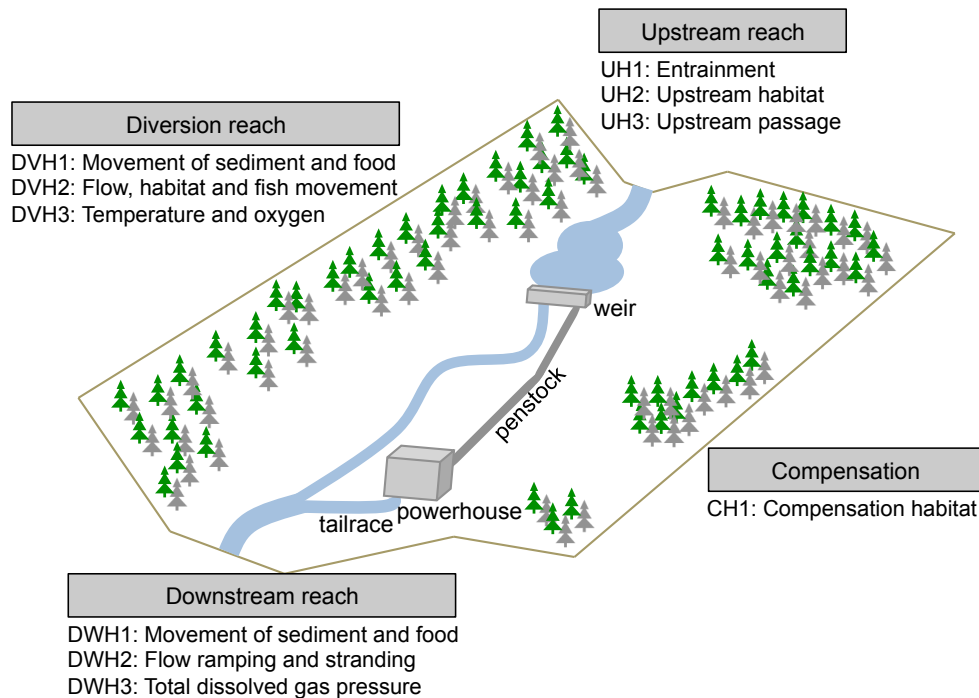 Upstream reach
UH1: Entrainment
UH2: Upstream habitat
UH3: Upstream passage
Diversion reach
DVH1: Movement of sediment and food
DVH2: Flow, habitat and fish movement
DVH3: Temperature and oxygen
weir
penstock
powerhouse
tailrace
Compensation
CH1: Compensation habitat
Downstream reach
DWH1: Movement of sediment and food
DWH2: Flow ramping and stranding
DWH3: Total dissolved gas pressure